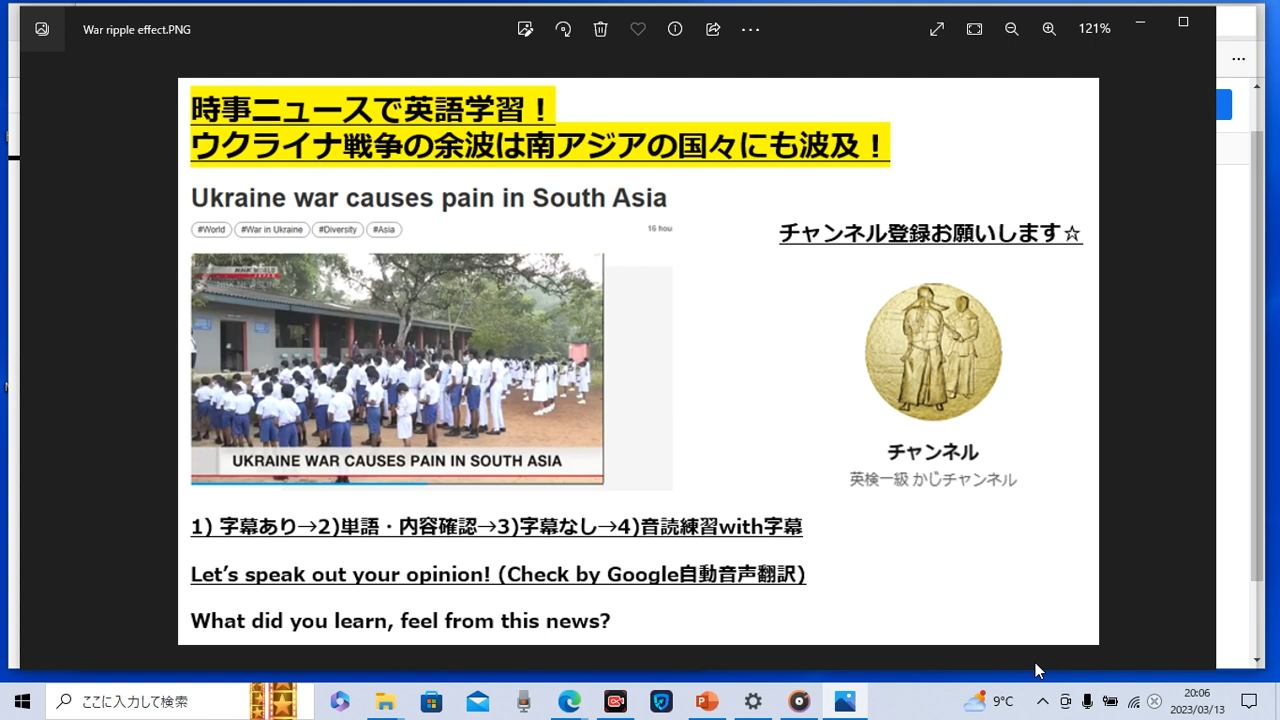 War ripple effect.PNG
121%
時事ニュースで英語学習！
ウクライナ戦争の余波は南アジアの国々にも波及！
Ukraine war causes pain in South Asia
#World #War in Ukraine #Diversity #Asia
16 hou
チャンネル登録お願いします☆
NHK WORLD
JAPAN
NHK NEWSLINE
UKRAINE WAR CAUSES PAIN IN SOUTH ASIA
チャンネル
英検一級 かじチャンネル
1) 字幕あり→2)単語・内容確認→3)字幕なし→4)音読練習with字幕
Let's speak out your opinion! (Check by Google自動音声翻訳)
What did you learn, feel from this news?
ここに入力して検索
9°C
20:06
2023/03/13